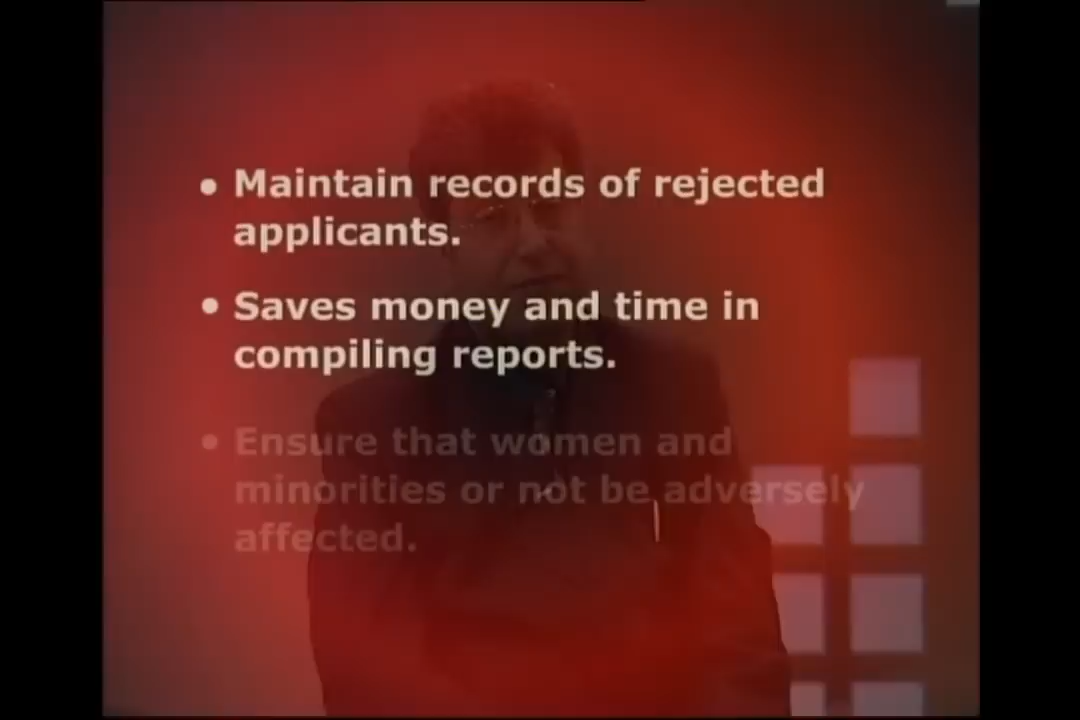 • Maintain records of rejected
applicants.
• Saves money and time in
compiling reports.
• Ensure that women and
minorities or not be adversely
affected.